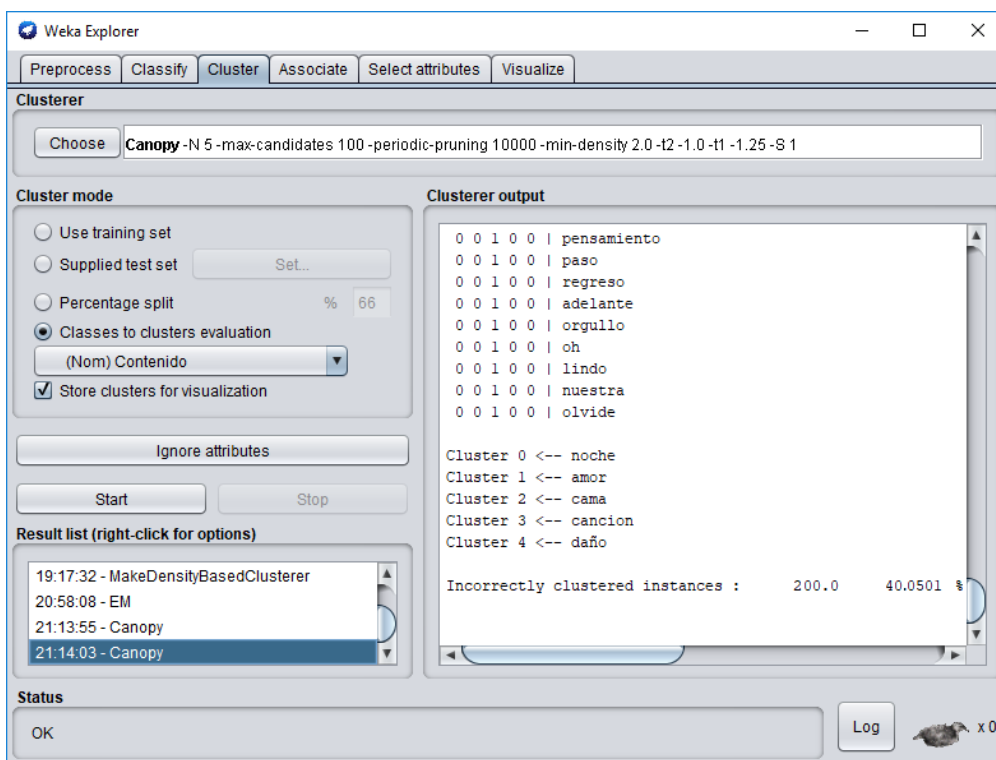 Weka Explorer
Preprocess Classify Cluster Associate Select attributes Visualize
Clusterer
Choose Canopy -N 5 -max-candidates 100 -periodic-pruning 10000 -min-density 2.0 -t2 -1.0 -t1 -1.25 -S 1
Cluster mode
Use training set
Supplied test set Set...
Percentage split % 66
Classes to clusters evaluation
(Nom) Contenido
Store clusters for visualization
Ignore attributes
Start Stop
Result list (right-click for options)
19:17:32 - MakeDensityBasedClusterer
20:58:08 - EM
21:13:55 - Canopy
21:14:03 - Canopy
Clusterer output
0 0 1 0 0 | pensamiento
0 0 1 0 0 | paso
0 0 1 0 0 | regreso
0 0 1 0 0 | adelante
0 0 1 0 0 | orgullo
0 0 1 0 0 | oh
0 0 1 0 0 | lindo
0 0 1 0 0 | nuestra
0 0 1 0 0 | olvide
Cluster 0 <-- noche
Cluster 1 <-- amor
Cluster 2 <-- cama
Cluster 3 <-- cancion
Cluster 4 <-- daño
Incorrectly clustered instances : 200.0 40.0501 %
Status
OK
Log x 0